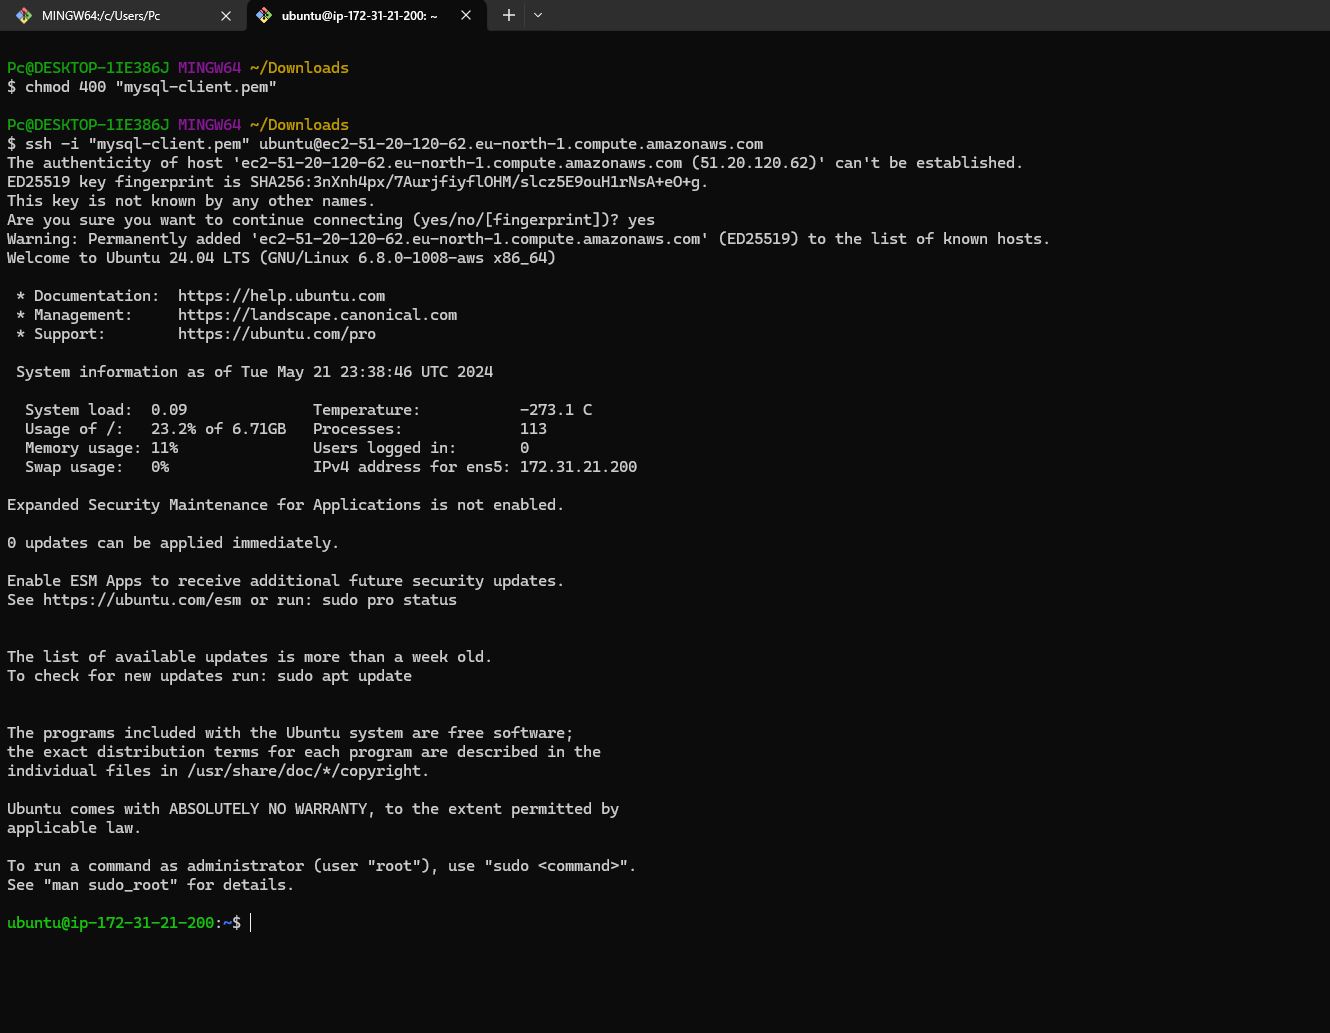 MINGW64:/c/Users/Pc
ubuntu@ip-172-31-21-200: ~
Pc@DESKTOP-1IE386J MINGW64 ~/Downloads
$ chmod 400 "mysql-client.pem"
Pc@DESKTOP-1IE386J MINGW64 ~/Downloads
$ ssh -i "mysql-client.pem" ubuntu@ec2-51-20-120-62.eu-north-1.compute.amazonaws.com
The authenticity of host 'ec2-51-20-120-62.eu-north-1.compute.amazonaws.com (51.20.120.62)' can't be established.
ED25519 key fingerprint is SHA256:3nXnh4px/7AurjfiyflOHM/slcz5E9ouH1rNsA+eO+g.
This key is not known by any other names.
Are you sure you want to continue connecting (yes/no/[fingerprint])? yes
Warning: Permanently added 'ec2-51-20-120-62.eu-north-1.compute.amazonaws.com' (ED25519) to the list of known hosts.
Welcome to Ubuntu 24.04 LTS (GNU/Linux 6.8.0-1008-aws x86_64)
* Documentation:  https://help.ubuntu.com
* Management:     https://landscape.canonical.com
* Support:        https://ubuntu.com/pro
System information as of Tue May 21 23:38:46 UTC 2024
System load:  0.09              Temperature:           -273.1 C
Usage of /:   23.2% of 6.71GB   Processes:             113
Memory usage: 11%               Users logged in:       0
Swap usage:   0%                IPv4 address for ens5: 172.31.21.200
Expanded Security Maintenance for Applications is not enabled.
0 updates can be applied immediately.
Enable ESM Apps to receive additional future security updates.
See https://ubuntu.com/esm or run: sudo pro status
The list of available updates is more than a week old.
To check for new updates run: sudo apt update
The programs included with the Ubuntu system are free software;
the exact distribution terms for each program are described in the
individual files in /usr/share/doc/*/copyright.
Ubuntu comes with ABSOLUTELY NO WARRANTY, to the extent permitted by
applicable law.
To run a command as administrator (user "root"), use "sudo <command>".
See "man sudo_root" for details.
ubuntu@ip-172-31-21-200:~$